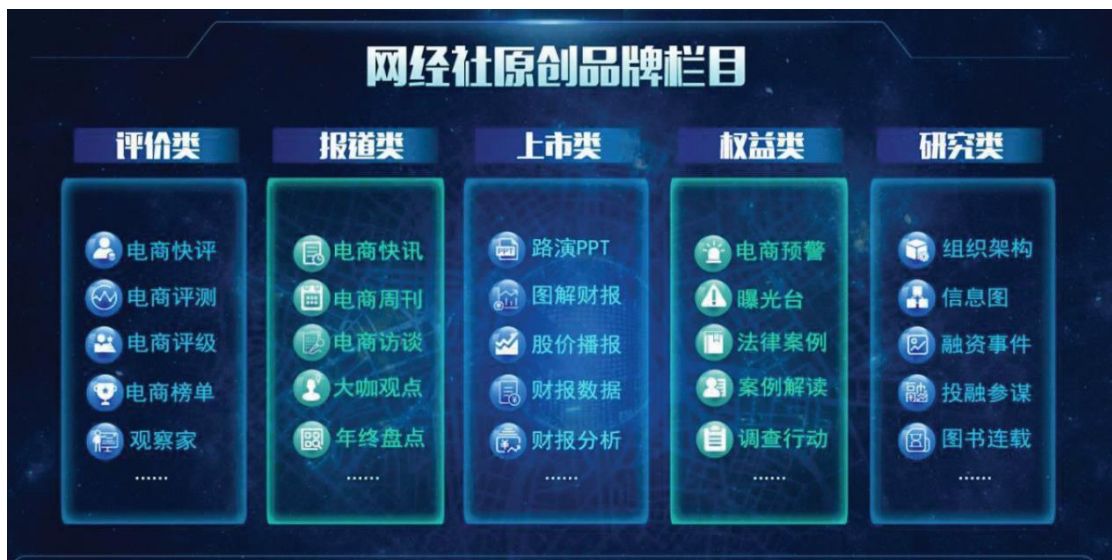 网经社原创品牌栏目
评价类
电商快评
电商评测
电商评级
电商榜单
观察家
……
报道类
电商快讯
电商周刊
电商访谈
大咖观点
年终盘点
……
上市类
PPT
路演PPT
图解财报
股价播报
财报数据
财报分析
……
权益类
电商预警
曝光台
法律案例
案例解读
调查行动
……
研究类
组织架构
信息图
融资事件
融
投融参谋
图书连载
……